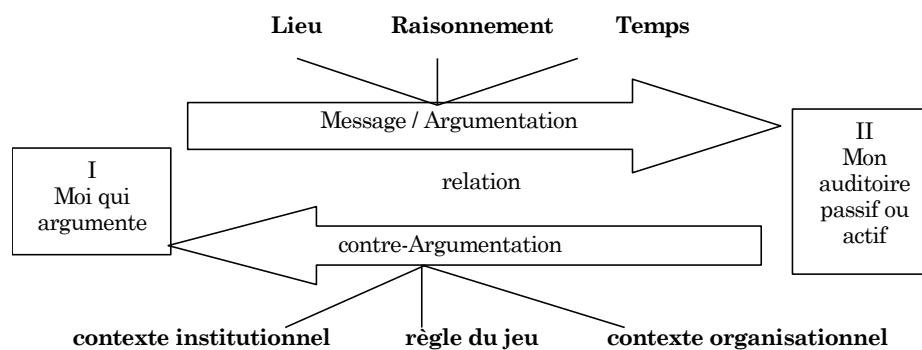 Lieu Raisonnement Temps
Message / Argumentation
I
Moi qui
argumente
relation
II
Mon
auditoire
passif ou
actif
contre-Argumentation
contexte institutionnel règle du jeu contexte organisationnel